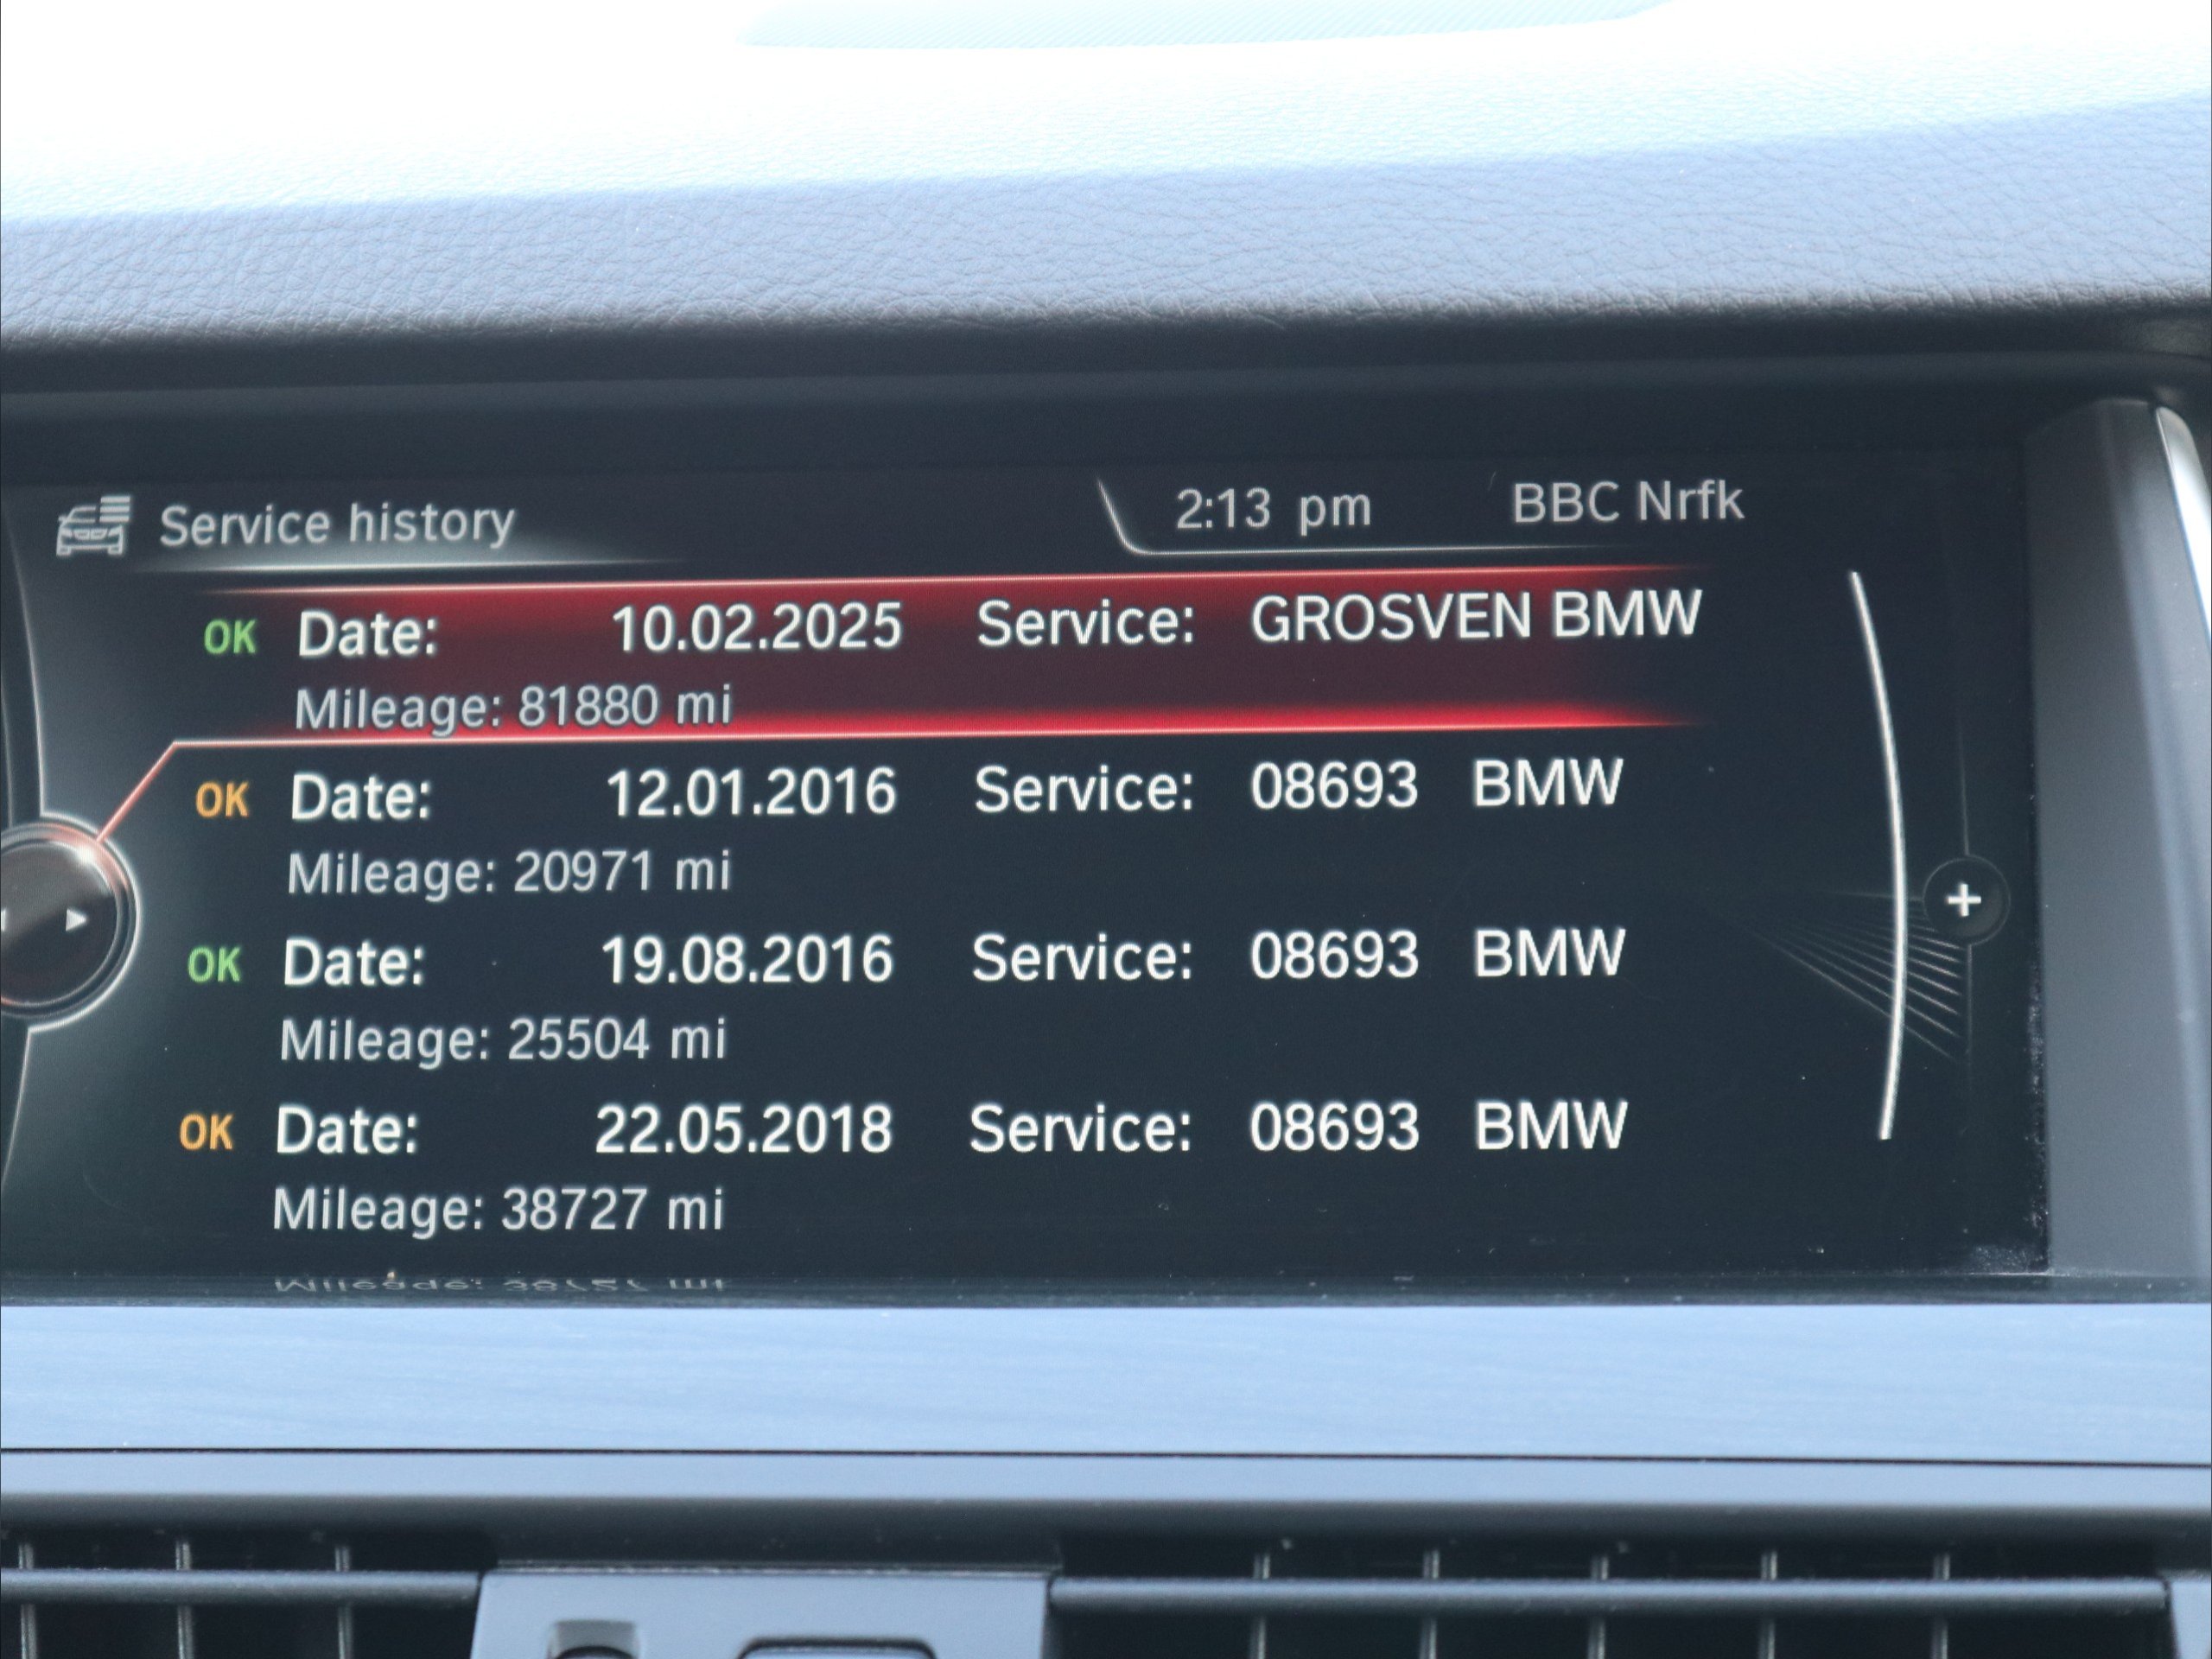 Service history 2:13 pm BBC Nrfk
OK Date: 10.02.2025 Service: GROSVEN BMW
Mileage: 81880 mi
OK Date: 12.01.2016 Service: 08693 BMW
Mileage: 20971 mi
OK Date: 19.08.2016 Service: 08693 BMW
Mileage: 25504 mi
OK Date: 22.05.2018 Service: 08693 BMW
Mileage: 38727 mi